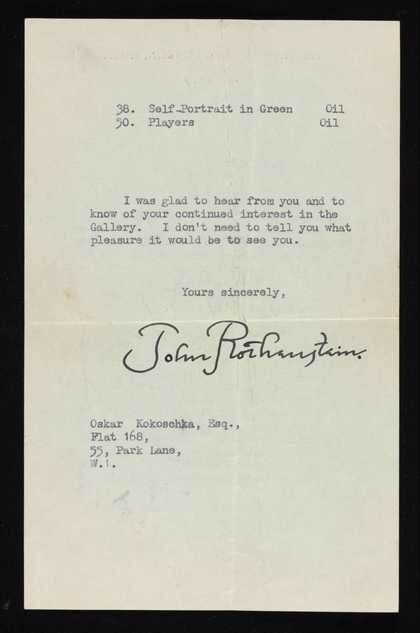 38. Self-Portrait in Green Oil
50. Players Oil
I was glad to hear from you and to
know of your continued interest in the
Gallery. I don't need to tell you what
pleasure it would be to see you.
Yours sincerely,
John Rothenstein.
Oskar Kokoschka, Esq.,
Flat 168,
55, Park Lane,
W.1.